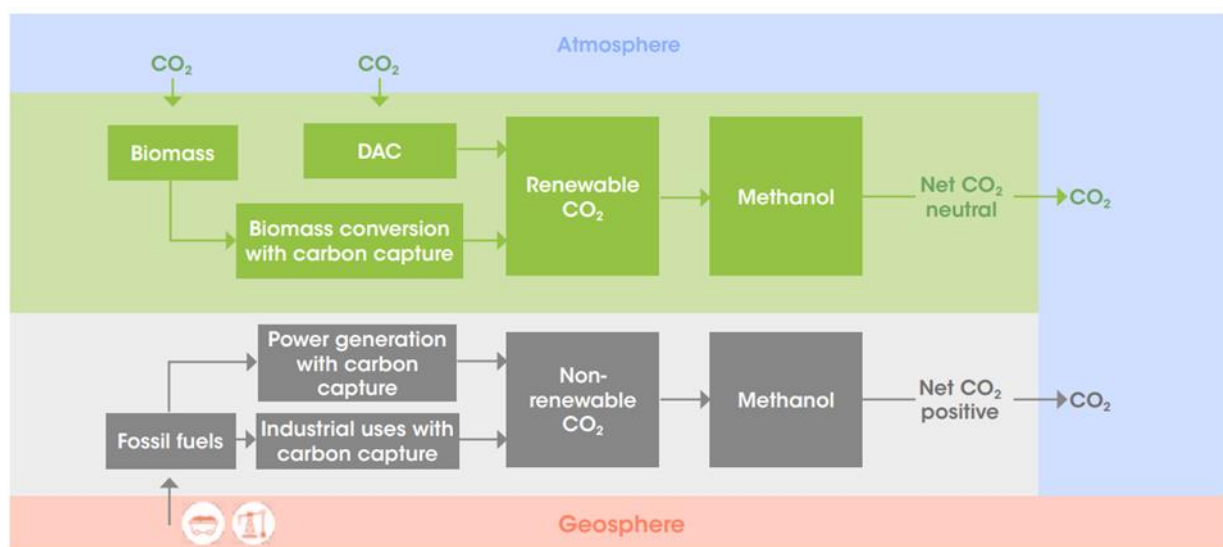 Atmosphere
CO₂
CO₂
Biomass
DAC
Biomass conversion
with carbon capture
Renewable
CO₂
Methanol
Net CO₂
neutral
CO₂
Power generation
with carbon
capture
Fossil fuels
Industrial uses with
carbon capture
Non-
renewable
CO₂
Methanol
Net CO₂
positive
CO₂
Geosphere